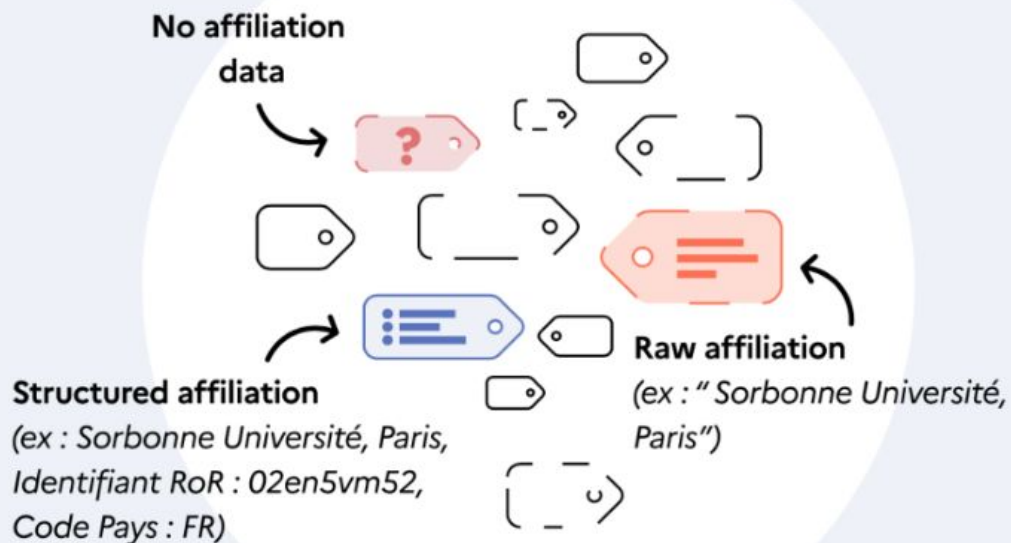 No affiliation
data
?
Structured affiliation
(ex : Sorbonne Université, Paris,
Identifiant RoR : 02en5vm52,
Code Pays : FR)
Raw affiliation
(ex : “ Sorbonne Université,
Paris”)